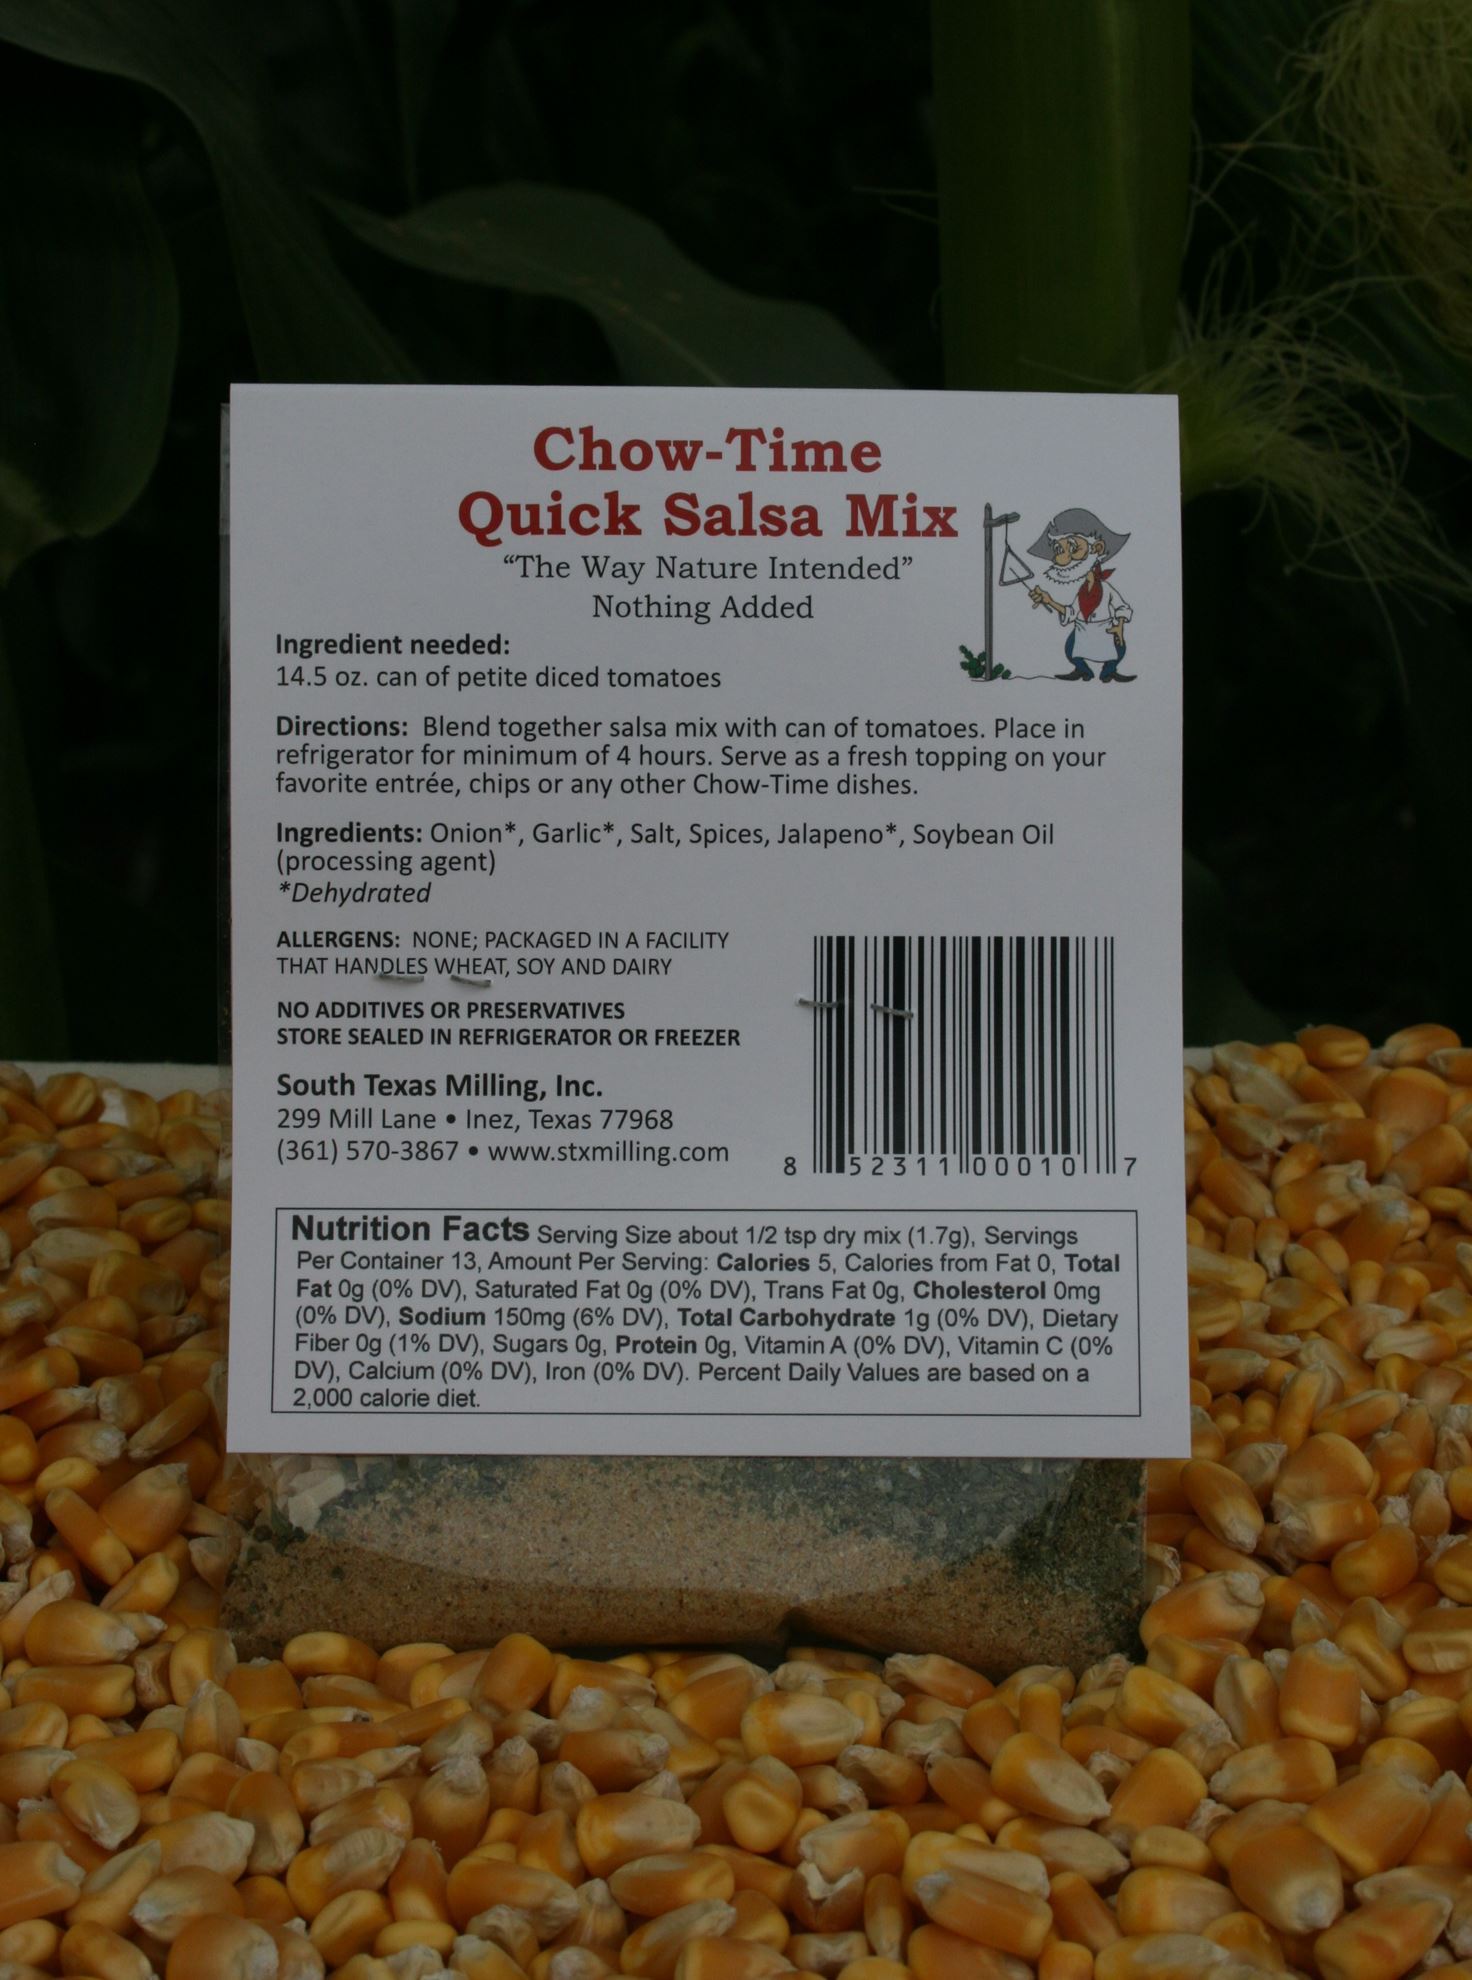 Chow-Time
Quick Salsa Mix
“The Way Nature Intended”
Nothing Added
Ingredient needed:
14.5 oz. can of petite diced tomatoes
Directions: Blend together salsa mix with can of tomatoes. Place in
refrigerator for minimum of 4 hours. Serve as a fresh topping on your
favorite entrée, chips or any other Chow-Time dishes.
Ingredients: Onion*, Garlic*, Salt, Spices, Jalapeno*, Soybean Oil
(processing agent)
*Dehydrated
ALLERGENS: NONE; PACKAGED IN A FACILITY
THAT HANDLES WHEAT, SOY AND DAIRY
NO ADDITIVES OR PRESERVATIVES
STORE SEALED IN REFRIGERATOR OR FREEZER
South Texas Milling, Inc.
299 Mill Lane • Inez, Texas 77968
(361) 570-3867 • www.stxmilling.com
8 52311 00010 7
Nutrition Facts Serving Size about 1/2 tsp dry mix (1.7g), Servings
Per Container 13, Amount Per Serving: Calories 5, Calories from Fat 0, Total
Fat 0g (0% DV), Saturated Fat 0g (0% DV), Trans Fat 0g, Cholesterol 0mg
(0% DV), Sodium 150mg (6% DV), Total Carbohydrate 1g (0% DV), Dietary
Fiber 0g (1% DV), Sugars 0g, Protein 0g, Vitamin A (0% DV), Vitamin C (0%
DV), Calcium (0% DV), Iron (0% DV). Percent Daily Values are based on a
2,000 calorie diet.